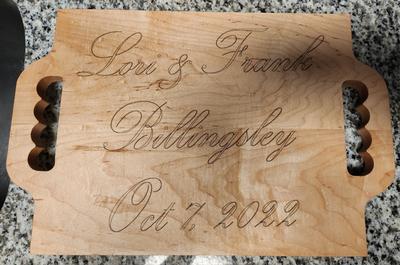 Lori & Frank
Billingsley
Oct 7, 2022